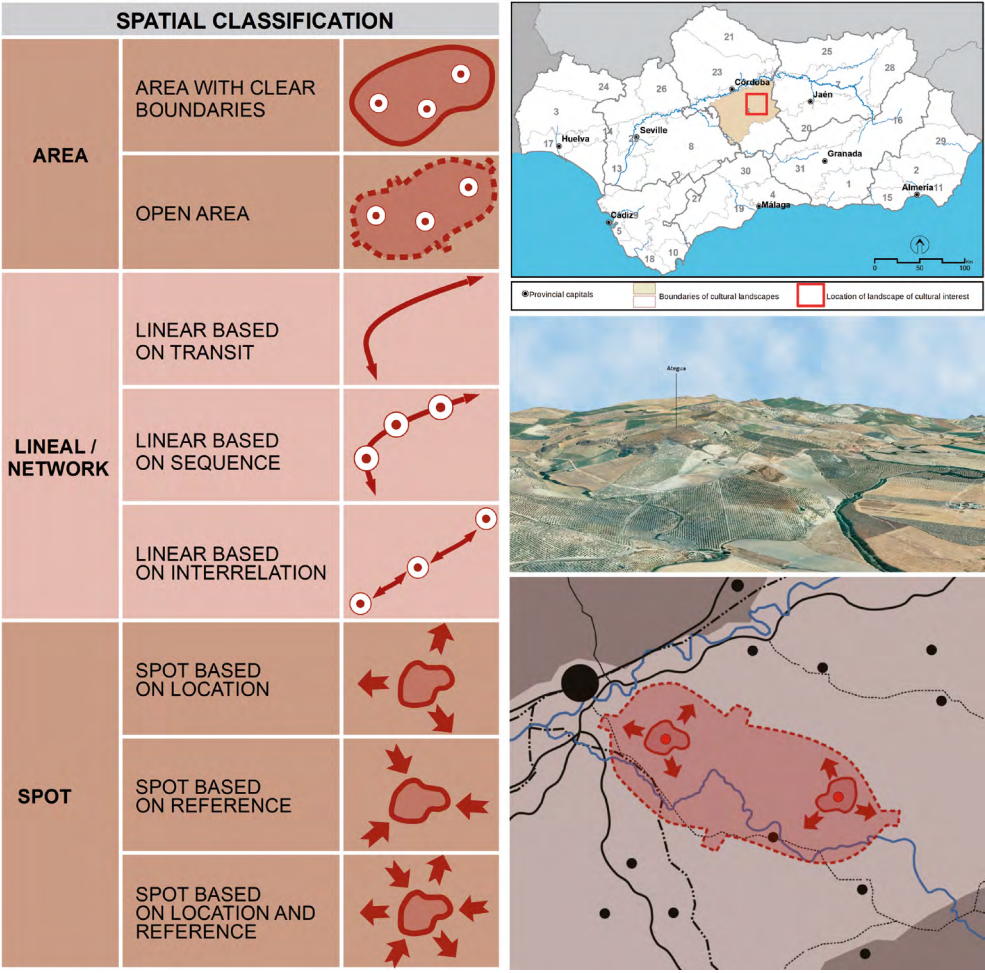 SPATIAL CLASSIFICATION
AREA
AREA WITH CLEAR
BOUNDARIES
OPEN AREA
LINEAL /
NETWORK
LINEAR BASED
ON TRANSIT
LINEAR BASED
ON SEQUENCE
LINEAR BASED
ON INTERRELATION
SPOT
SPOT BASED
ON LOCATION
SPOT BASED
ON REFERENCE
SPOT BASED
ON LOCATION AND
REFERENCE
21
25
28
23
Córdoba
7
24
26
Jaén
3
14
Seville
20
16
Huelva
17
8
Granada
29
13
30
31
2
27
4
1
Almería
11
19
Málaga
15
Cádiz
9
5
18
10
0
50
100
Km
Provincial capitals
Boundaries of cultural landscapes
Location of landscape of cultural interest
Ategua